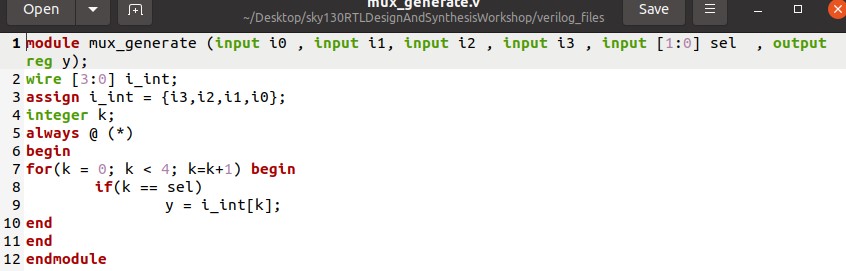 Open
mux_generate.v
~/Desktop/sky130RTLDesignAndSynthesisWorkshop/verilog_files
Save
1 module mux_generate (input i0 , input i1, input i2 , input i3 , input [1:0] sel  , output
reg y);
2 wire [3:0] i_int;
3 assign i_int = {i3,i2,i1,i0};
4 integer k;
5 always @ (*)
6 begin
7 for(k = 0; k < 4; k=k+1) begin
8         if(k == sel)
9                 y = i_int[k];
10 end
11 end
12 endmodule